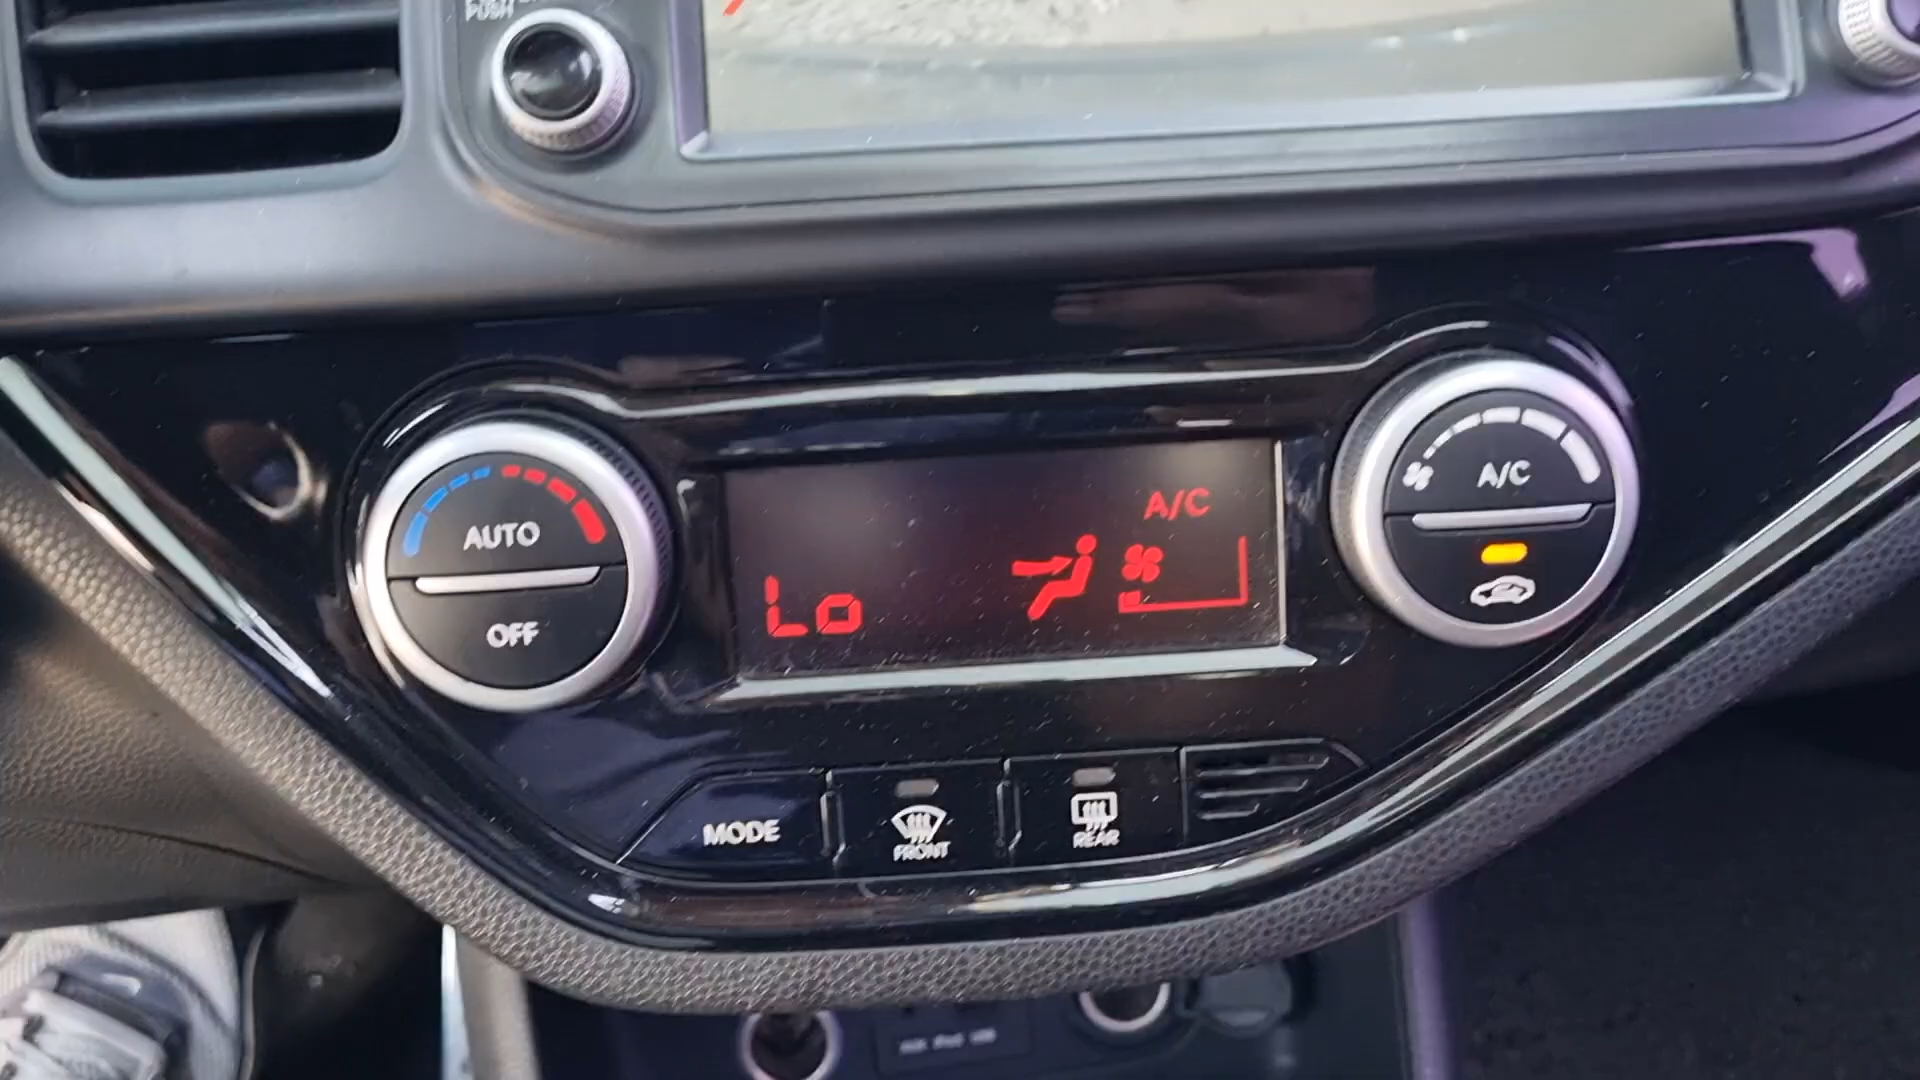 PUSH
AUTO
OFF
A/C
Lo
A/C
MODE
FRONT
REAR